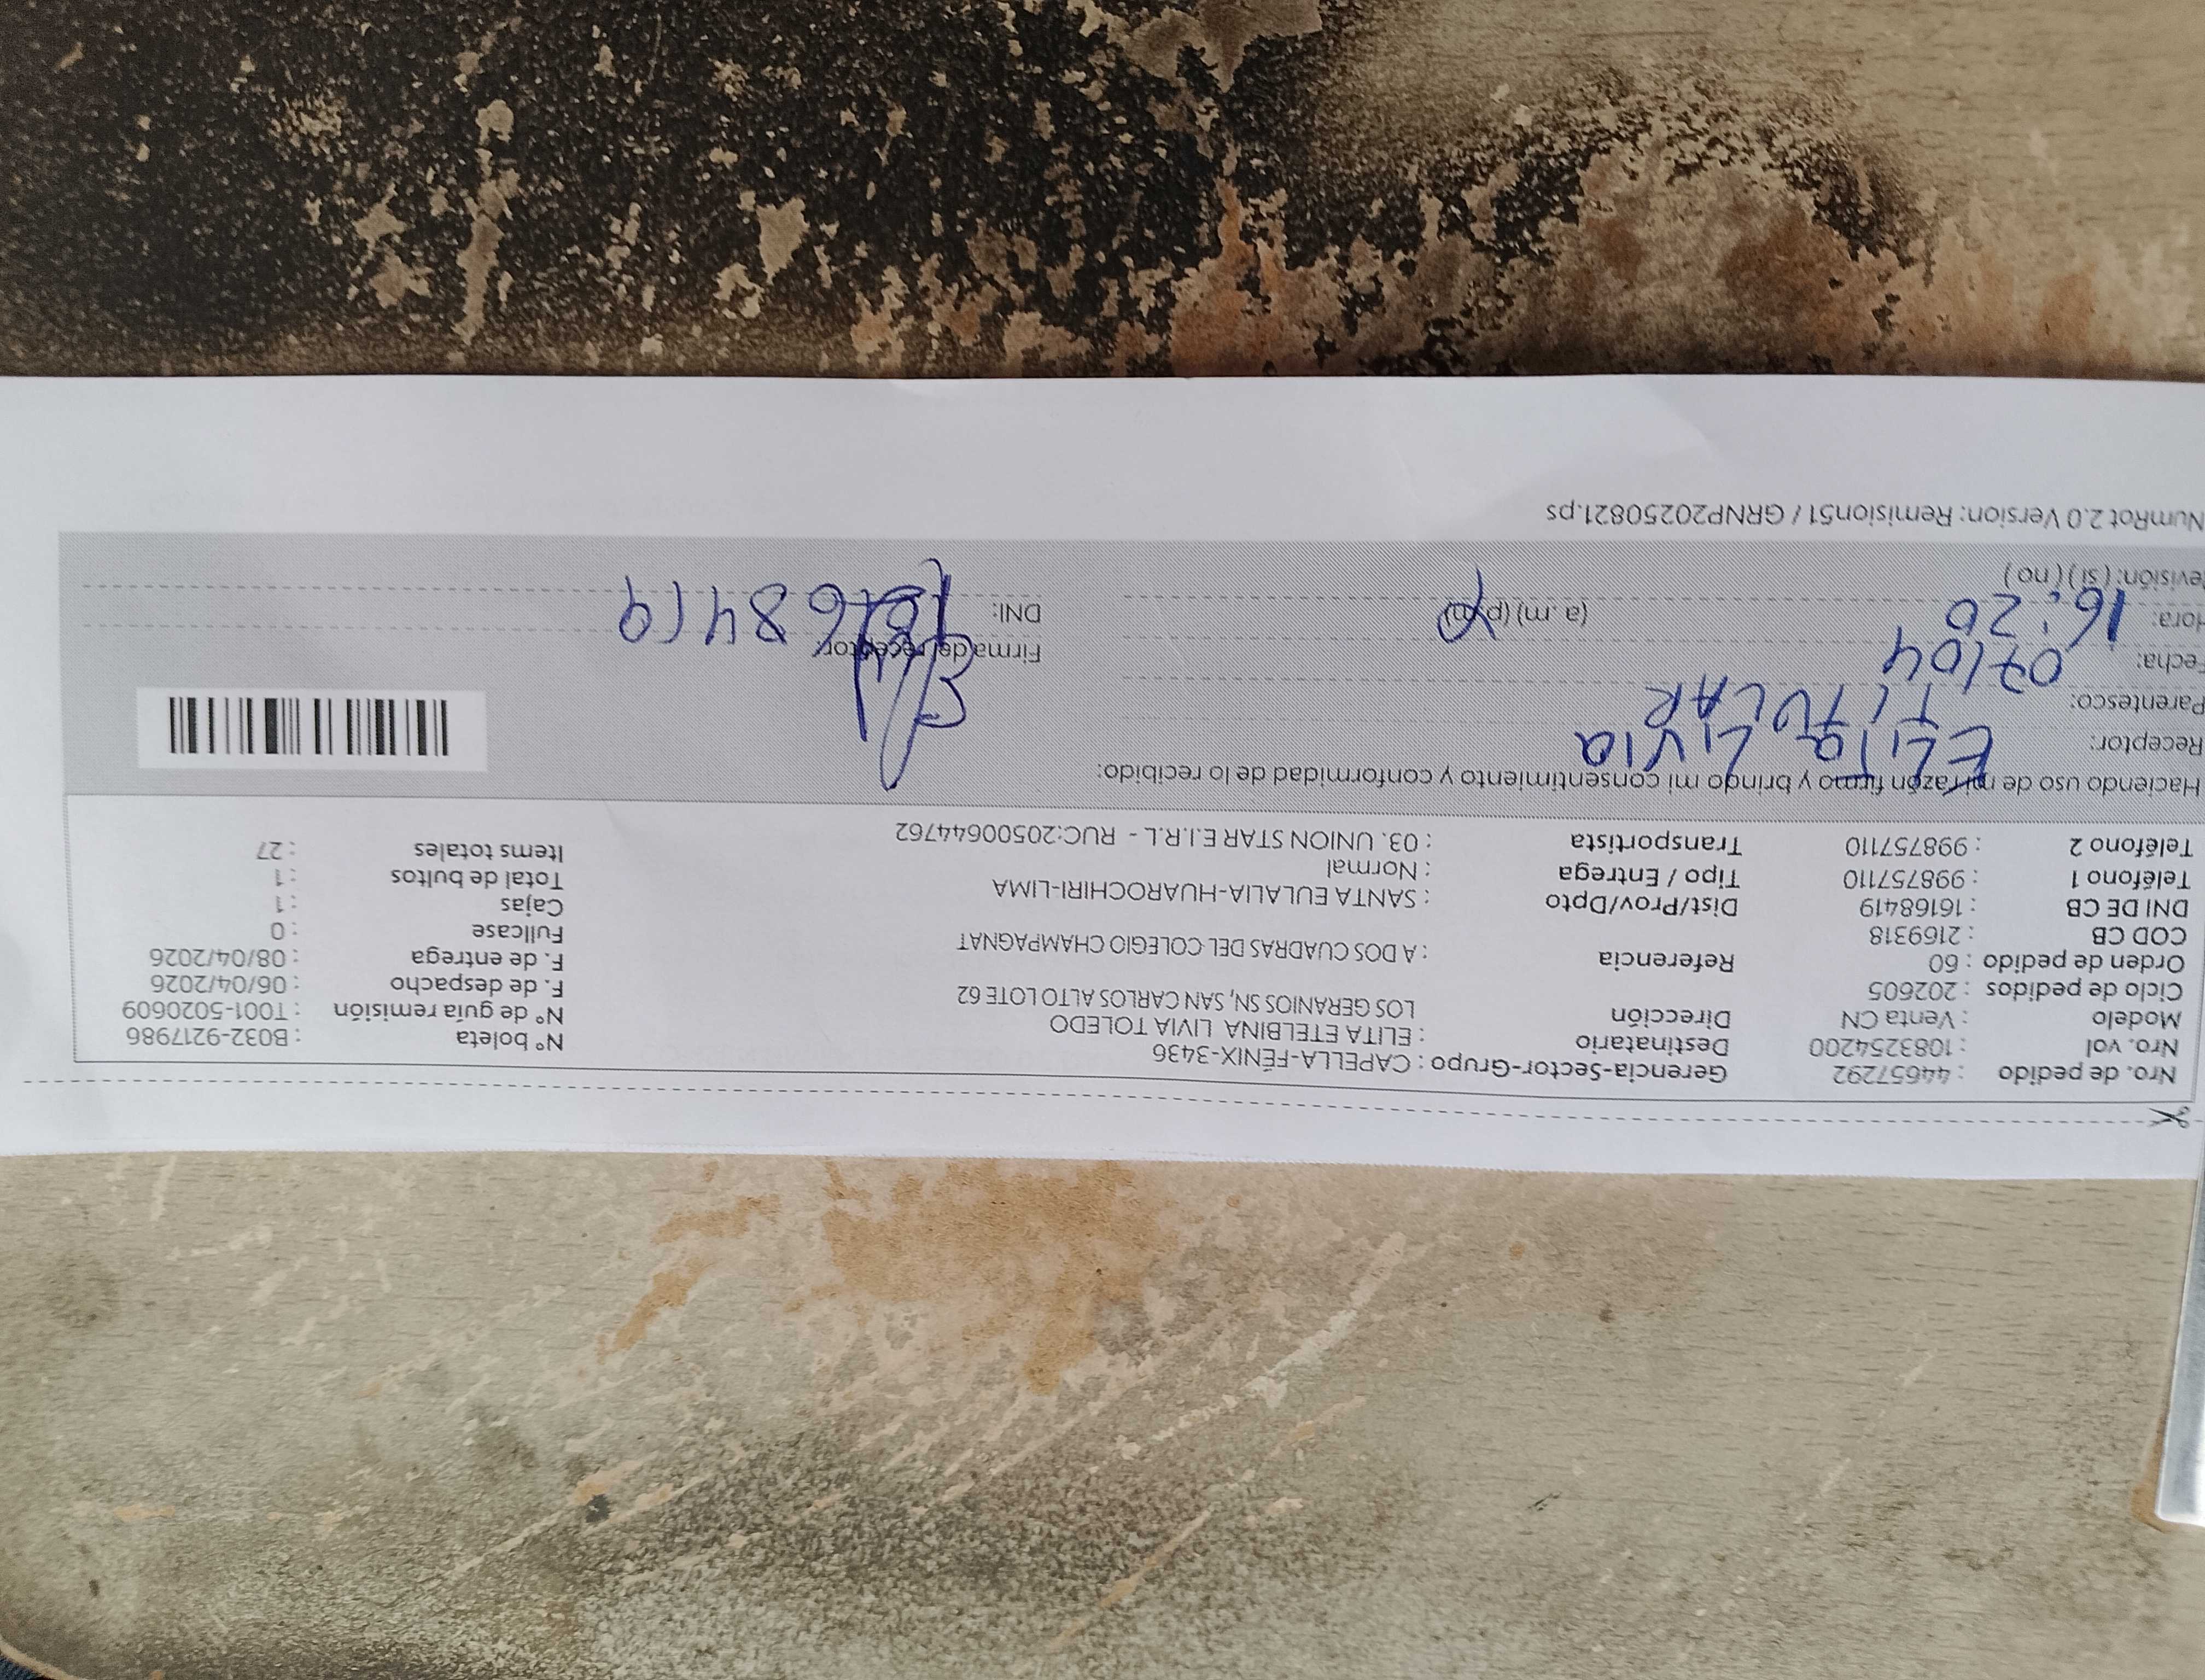 Nro. de pedido : 44657292 Gerencia-Sector-Grupo : CAPELLA-FÉNIX-3436 N° boleta : B032-9217986
Nro. vol : 1083254200 Destinatario : ELITA ETELBINA LIVIA TOLEDO N° de guía remisión : T001-5020609
Modelo : Venta CN Dirección LOS GERANIOS SN, SAN CARLOS ALTO LOTE 62 F. de despacho : 06/04/2026
Ciclo de pedidos : 202605 F. de entrega : 08/04/2026
Orden de pedido : 60 Referencia : A DOS CUADRAS DEL COLEGIO CHAMPAGNAT Fullcase : 0
COD CB : 2169318 Cajas : 1
DNI DE CB : 16168419 Dist/Prov/Dpto : SANTA EULALIA-HUAROCHIRI-LIMA Total de bultos : 1
Teléfono 1 : 998757110 Tipo / Entrega : Normal Items totales : 27
Teléfono 2 : 998757110 Transportista : 03. UNION STAR E.I.R.L - RUC:20500644762
Haciendo uso de mi razón firmo y brindo mi consentimiento y conformidad de lo recibido:
Receptor: ELITA LIVIA
Parentesco: TITULAR
Fecha: 07/04 Firma del receptor
Hora: 16:20 (a. m) (p.m) DNI: 16168419
evisión: (si) (no)
NumRot 2.0 Version: Remision51 / GRNP20250821.ps